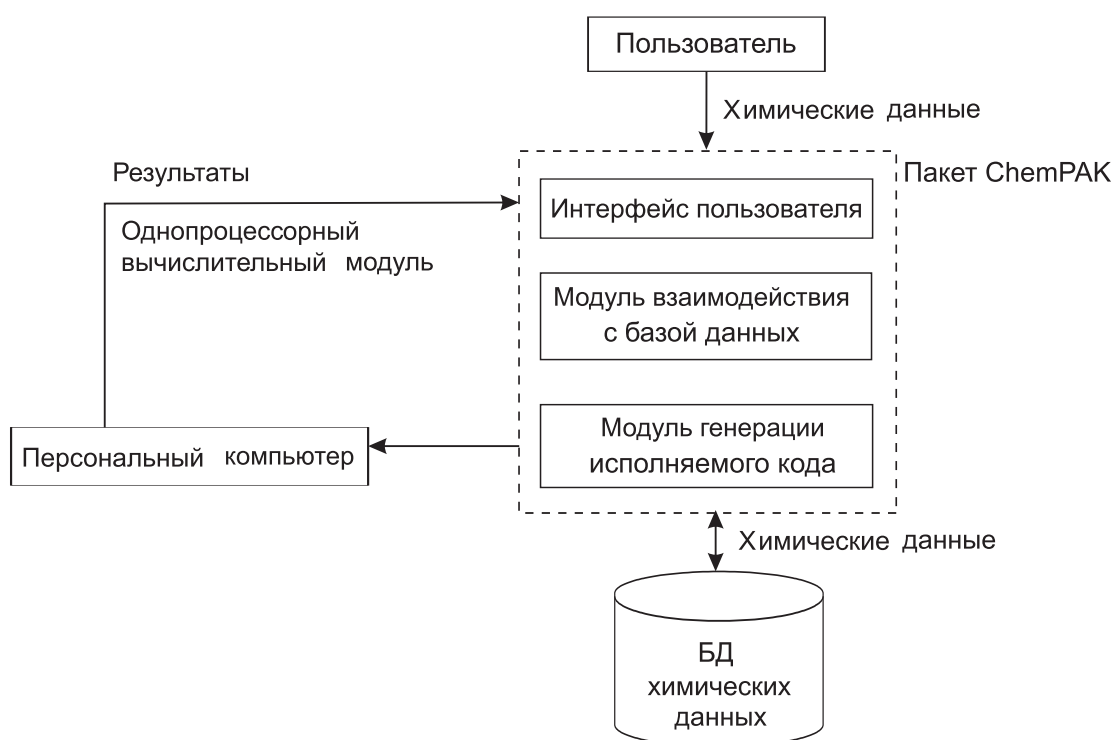 Пользователь
Химические данные
Результаты
Пакет ChemPAK
Интерфейс пользователя
Однопроцессорный
вычислительный модуль
Модуль взаимодействия
с базой данных
Модуль генерации
исполняемого кода
Персональный компьютер
Химические данные
БД
химических
данных